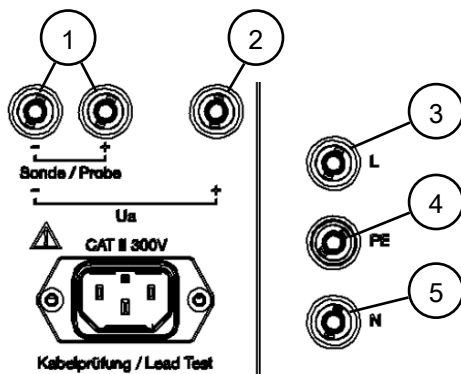 1
2
3
4
5
- +
Sonde / Probe
- +
Ua
CAT II 300V
Kabelprüfung / Lead Test
L
PE
N